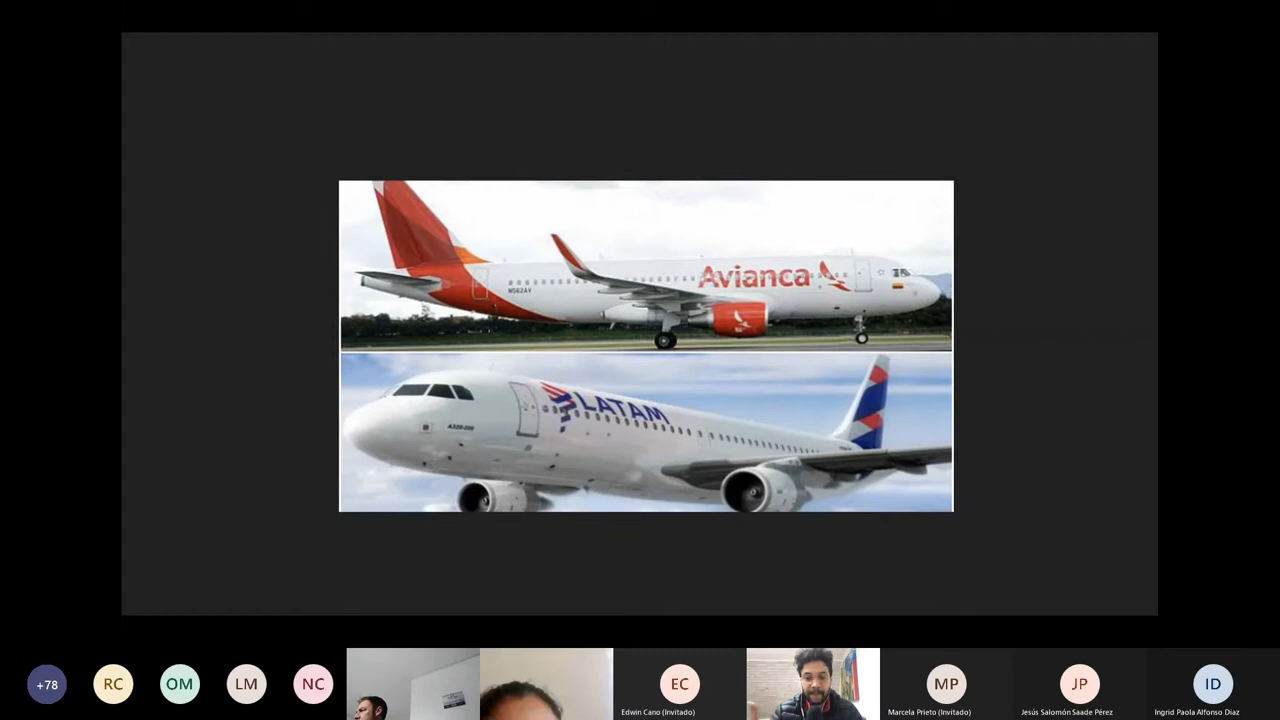 Avianca
N562AV
LATAM
A320-200
+78
RC
OM
LM
NC
EC
MP
JP
ID
Edwin Cano (Invitado)
Marcela Prieto (Invitado)
Jesús Salomón Saade Pérez
Ingrid Paola Alfonso Diaz